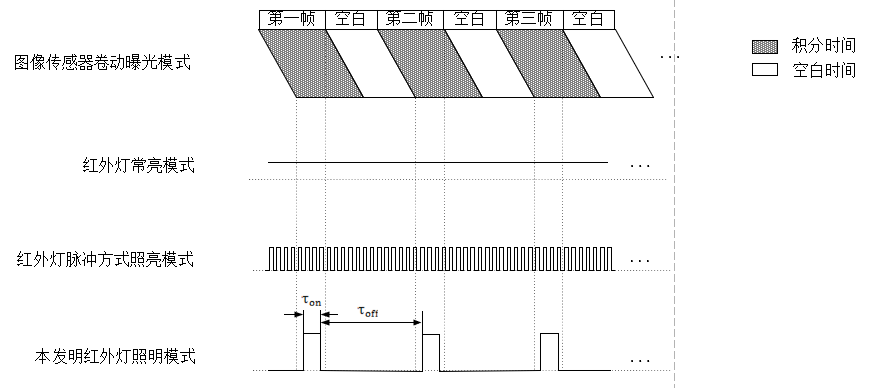 第一帧 空白 第二帧 空白 第三帧 空白
图像传感器卷动曝光模式
...
积分时间
空白时间
红外灯常亮模式
...
红外灯脉冲方式照亮模式
...
τon
τoff
本发明红外灯照明模式
...